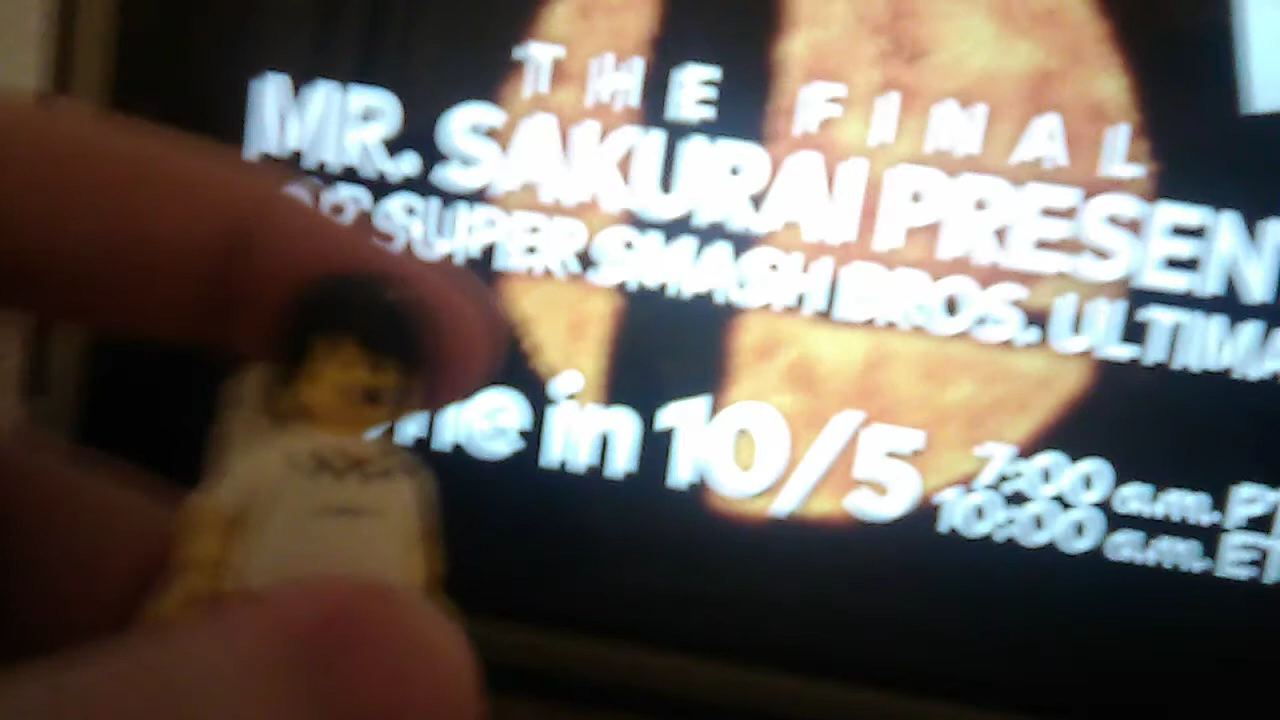 THE FINAL
MR. SAKURAI PRESEN
SUPER SMASH BROS. ULTIMA
in 10/5 7:00 a.m. P
10:00 a.m. ET